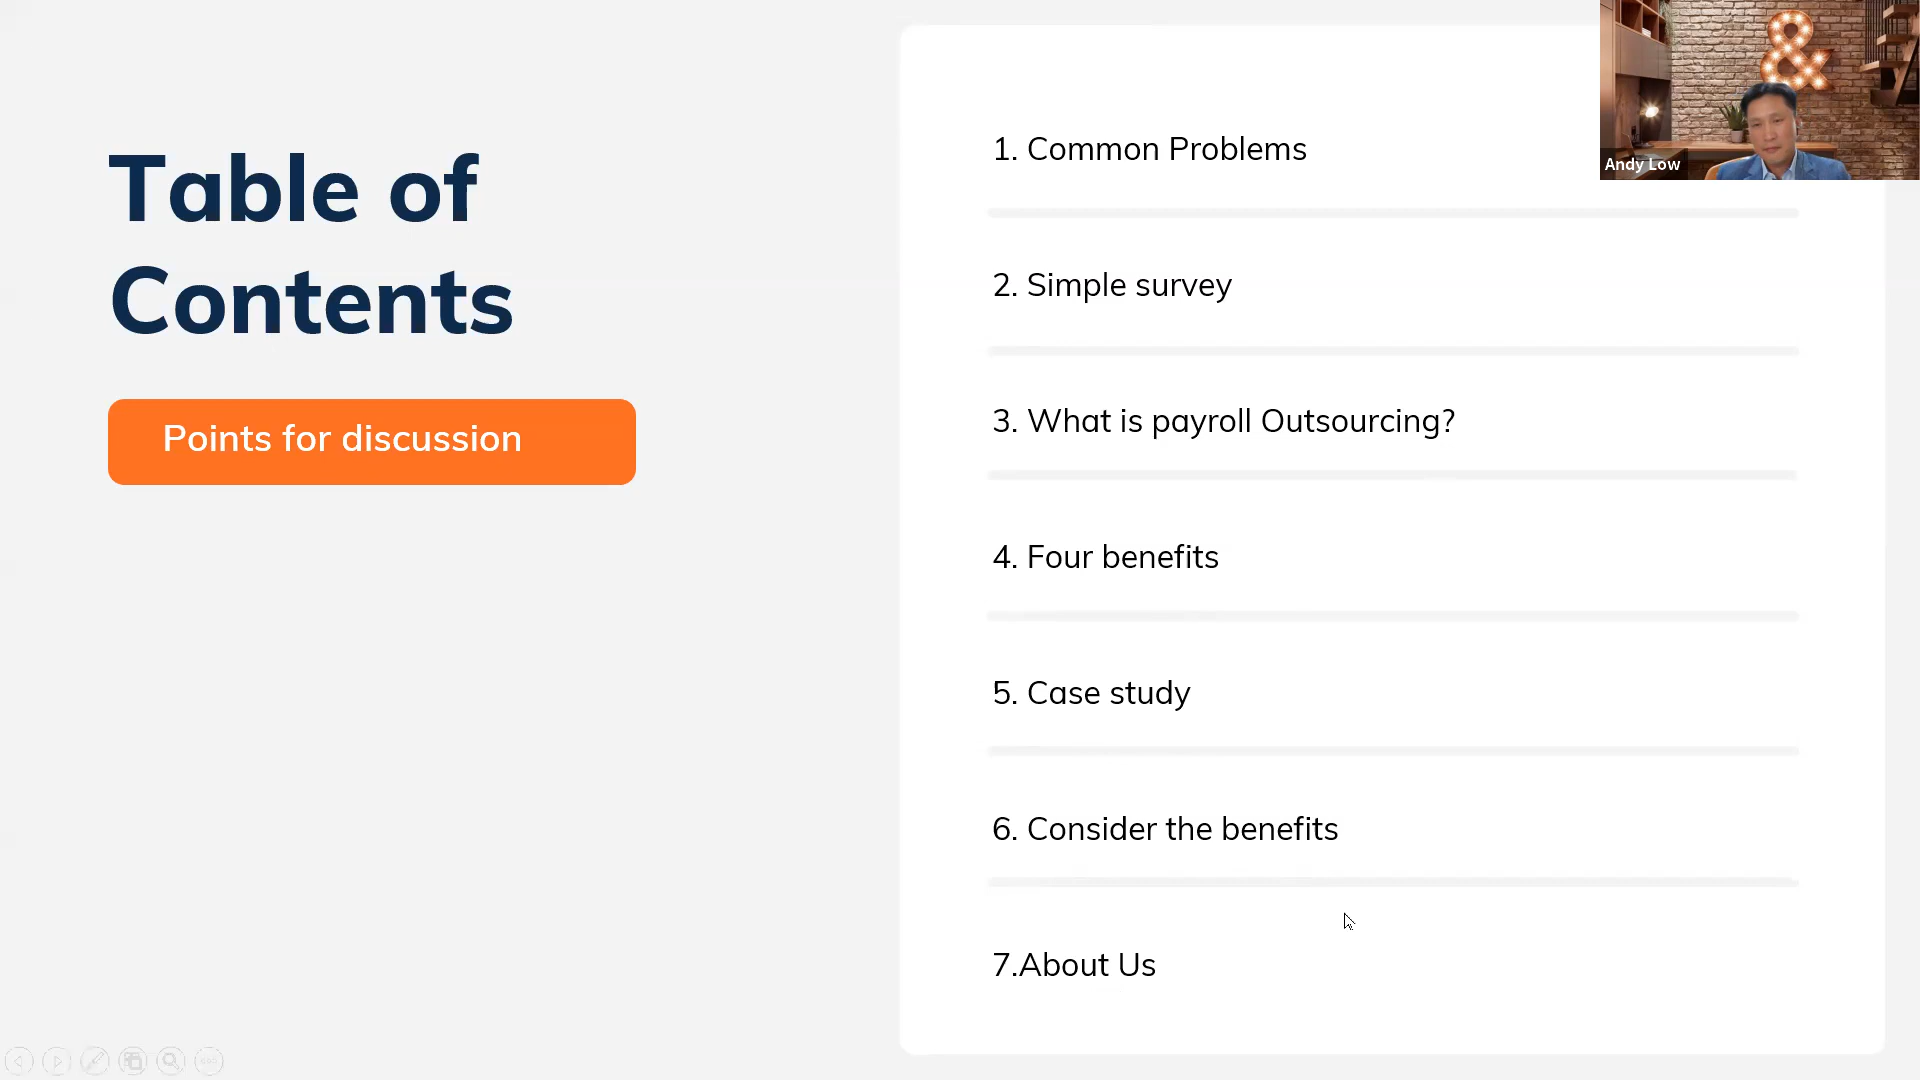 Table of
Contents
Points for discussion
1. Common Problems
2. Simple survey
3. What is payroll Outsourcing?
4. Four benefits
5. Case study
6. Consider the benefits
7.About Us
&
Andy Low